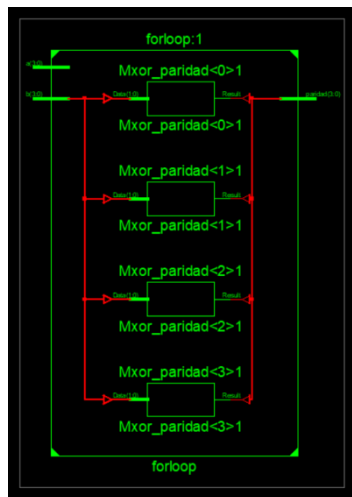 forloop:1
Mxor_paridad<0>1
a(3:0)
b(3:0)
Data(1:0)
Result
paridad(3:0)
Mxor_paridad<0>1
Mxor_paridad<1>1
Data(1:0)
Result
Mxor_paridad<1>1
Mxor_paridad<2>1
Data(1:0)
Result
Mxor_paridad<2>1
Mxor_paridad<3>1
Data(1:0)
Result
Mxor_paridad<3>1
forloop